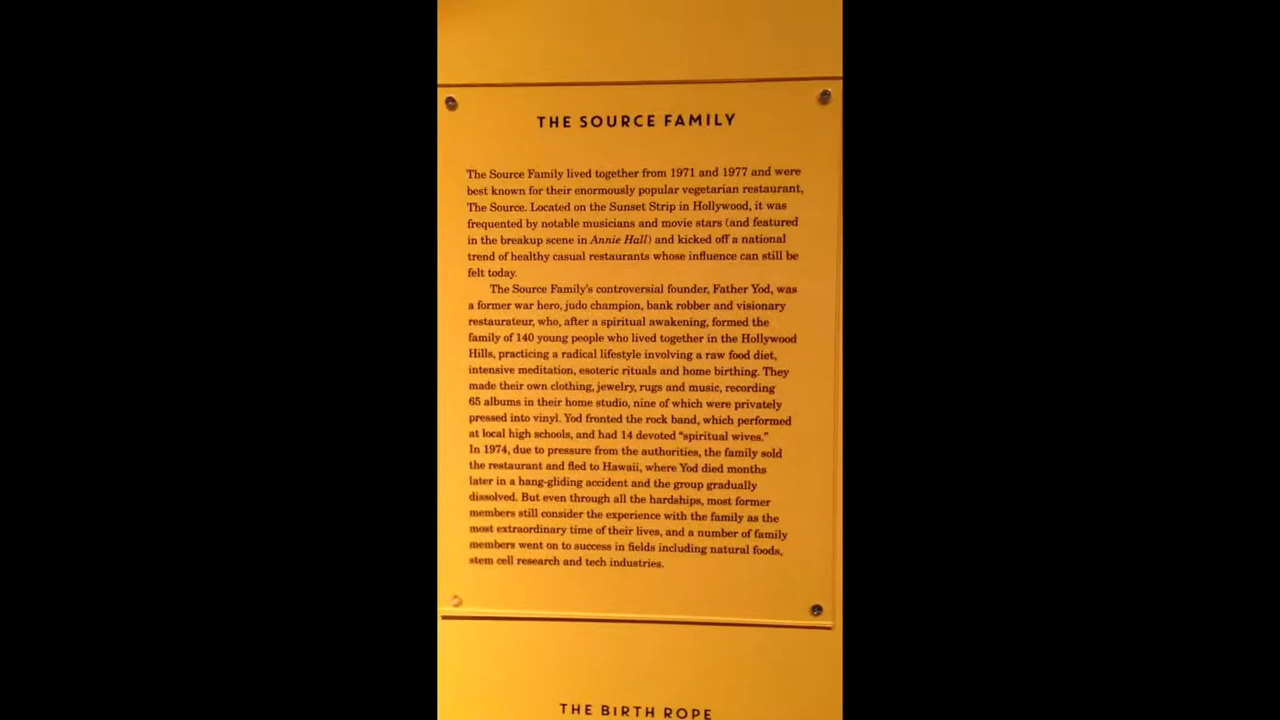 THE SOURCE FAMILY
The Source Family lived together from 1971 and 1977 and were
best known for their enormously popular vegetarian restaurant,
The Source. Located on the Sunset Strip in Hollywood, it was
frequented by notable musicians and movie stars (and featured
in the breakup scene in Annie Hall) and kicked off a national
trend of healthy casual restaurants whose influence can still be
felt today.
The Source Family's controversial founder, Father Yod, was
a former war hero, judo champion, bank robber and visionary
restaurateur, who, after a spiritual awakening, formed the
family of 140 young people who lived together in the Hollywood
Hills, practicing a radical lifestyle involving a raw food diet,
intensive meditation, esoteric rituals and home birthing. They
made their own clothing, jewelry, rugs and music, recording
65 albums in their home studio, nine of which were privately
pressed into vinyl. Yod fronted the rock band, which performed
at local high schools, and had 14 devoted “spiritual wives.”
In 1974, due to pressure from the authorities, the family sold
the restaurant and fled to Hawaii, where Yod died months
later in a hang-gliding accident and the group gradually
dissolved. But even through all the hardships, most former
members still consider the experience with the family as the
most extraordinary time of their lives, and a number of family
members went on to success in fields including natural foods,
stem cell research and tech industries.
THE BIRTH ROPE